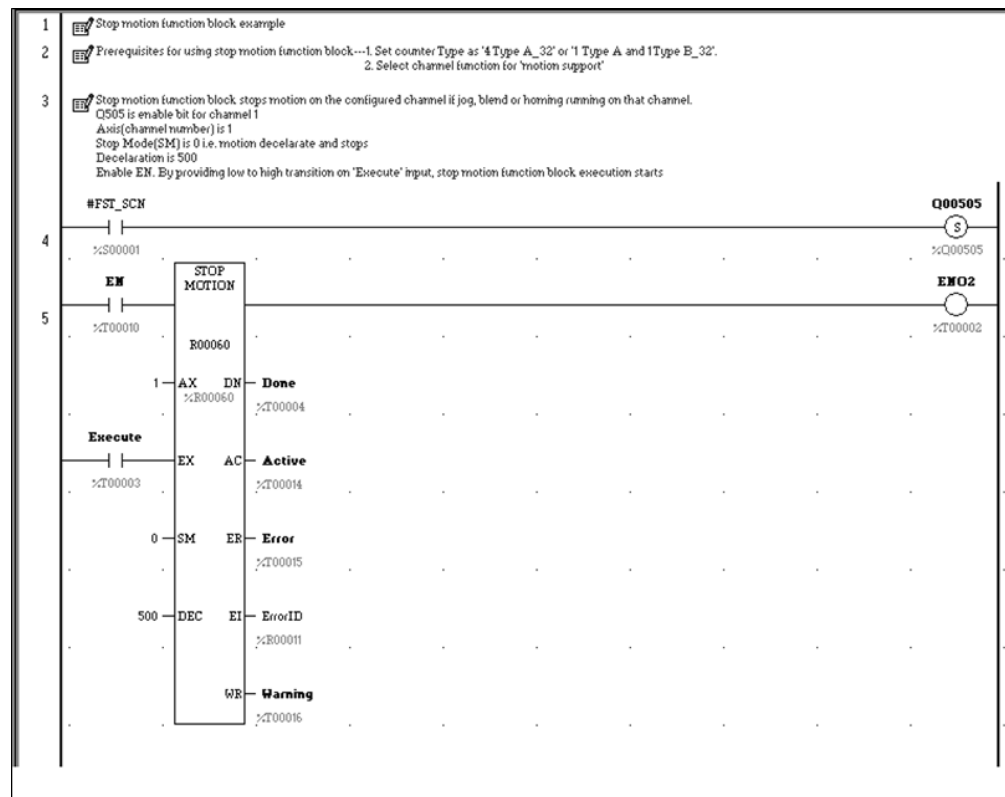 1 Stop motion function block example
2 Prerequisites for using stop motion function block---1. Set counter Type as '4 Type A_32' or '1 Type A and 1Type B_32'.
2. Select channel function for 'motion support'
3 Stop motion function block stops motion on the configured channel if jog, blend or homing running on that channel.
Q505 is enable bit for channel 1
Axis(channel number) is 1
Stop Mode(SM) is 0 i.e. motion decelarate and stops
Decelaration is 500
Enable EN. By providing low to high transition on 'Execute' input, stop motion function block execution starts
#FST_SCN Q00505
4 S
%S00001 %Q00505
EN STOP MOTION ENO2
5
%T00010 %T00002
R00060
1 AX DN Done
%R00060 %T00004
Execute
EX AC Active
%T00003 %T00014
0 SM ER Error
%T00015
500 DEC EI ErrorID
%R00011
WR Warning
%T00016